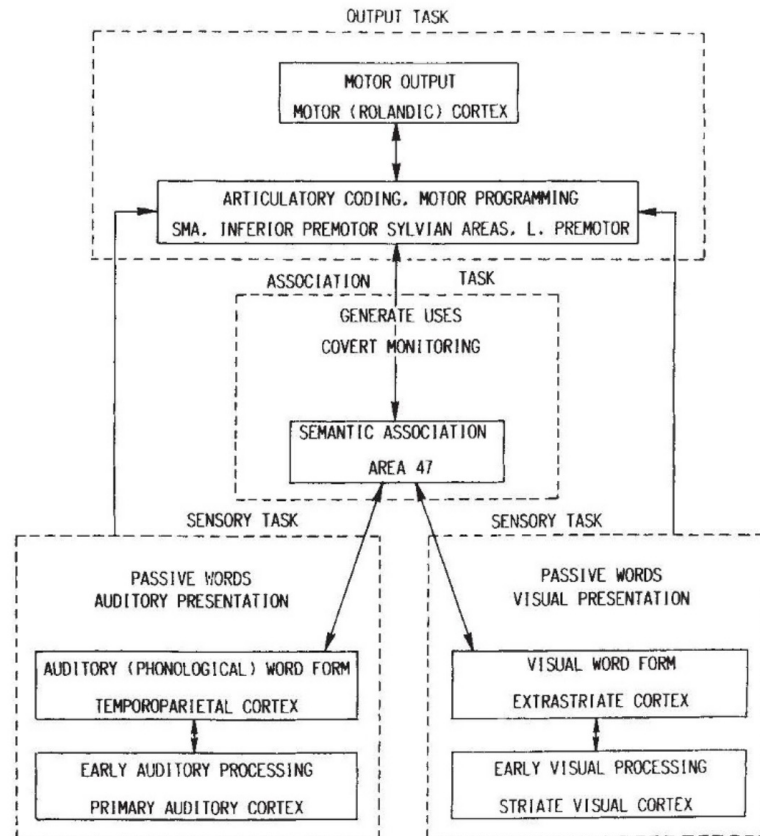 OUTPUT TASK
MOTOR OUTPUT
MOTOR (ROLANDIC) CORTEX
ARTICULATORY CODING, MOTOR PROGRAMMING
SMA, INFERIOR PREMOTOR SYLVIAN AREAS, L. PREMOTOR
ASSOCIATION TASK
GENERATE USES
COVERT MONITORING
SEMANTIC ASSOCIATION
AREA 47
SENSORY TASK
PASSIVE WORDS
AUDITORY PRESENTATION
AUDITORY (PHONOLOGICAL) WORD FORM
TEMPOROPARIETAL CORTEX
EARLY AUDITORY PROCESSING
PRIMARY AUDITORY CORTEX
SENSORY TASK
PASSIVE WORDS
VISUAL PRESENTATION
VISUAL WORD FORM
EXTRASTRIATE CORTEX
EARLY VISUAL PROCESSING
STRIATE VISUAL CORTEX